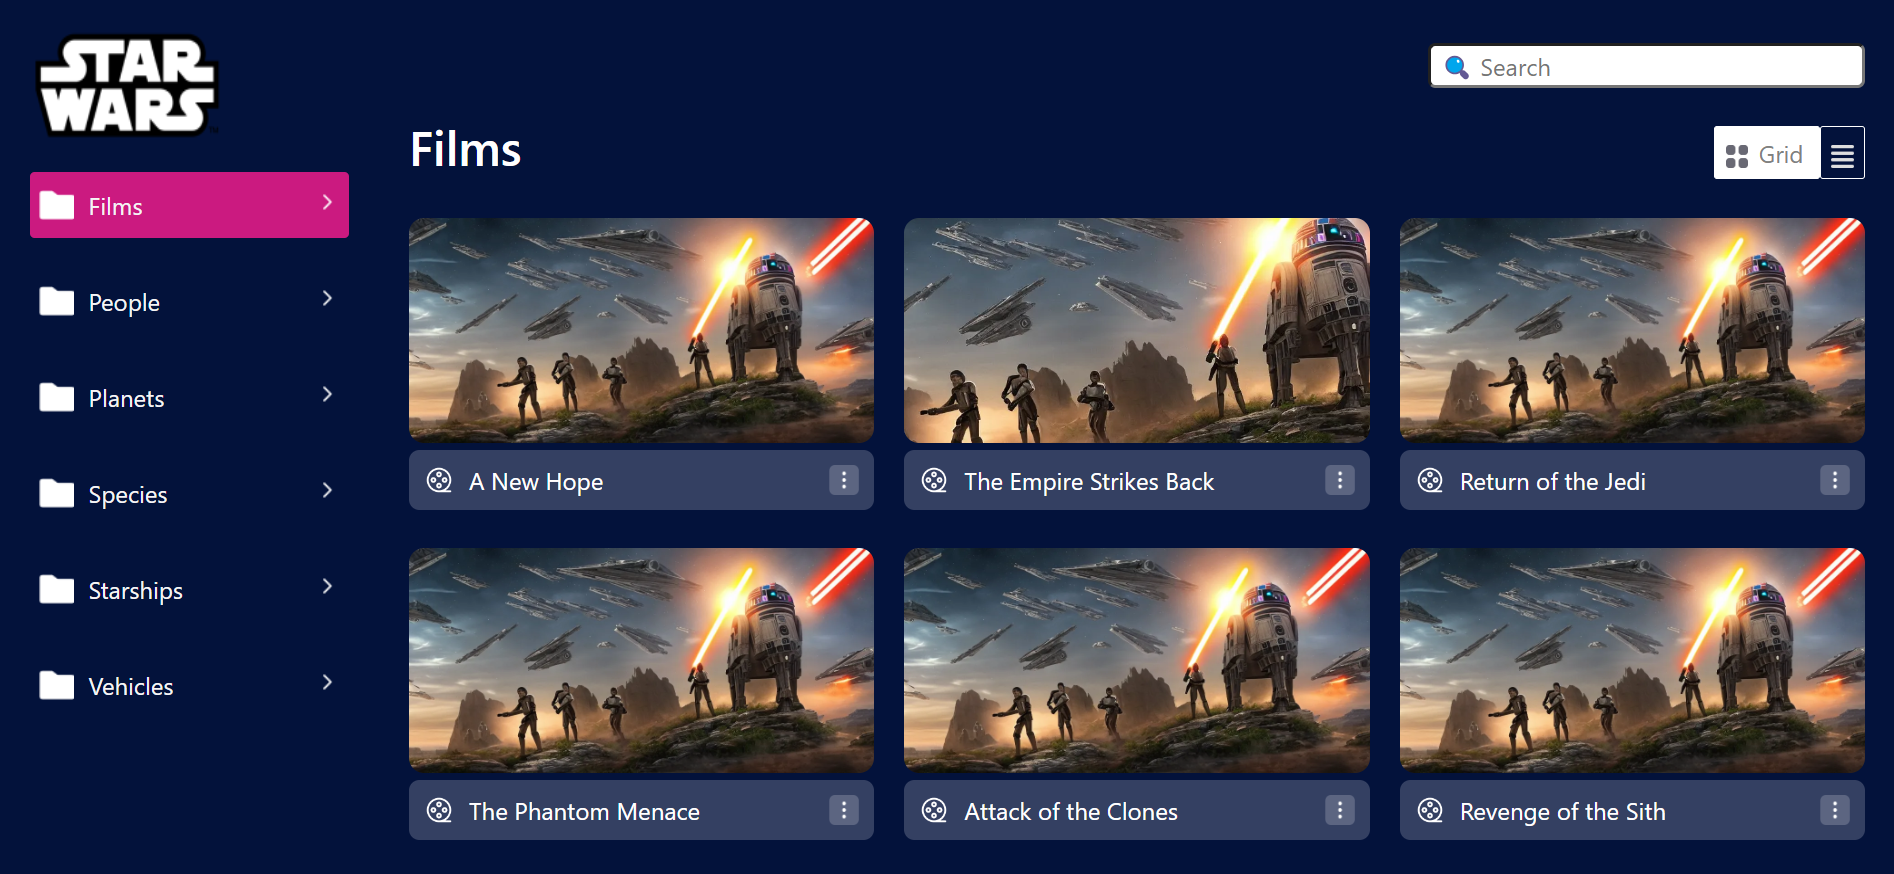 STAR
WARS
™
Search
Films
Grid
Films
People
Planets
Species
Starships
Vehicles
A New Hope
The Empire Strikes Back
Return of the Jedi
The Phantom Menace
Attack of the Clones
Revenge of the Sith